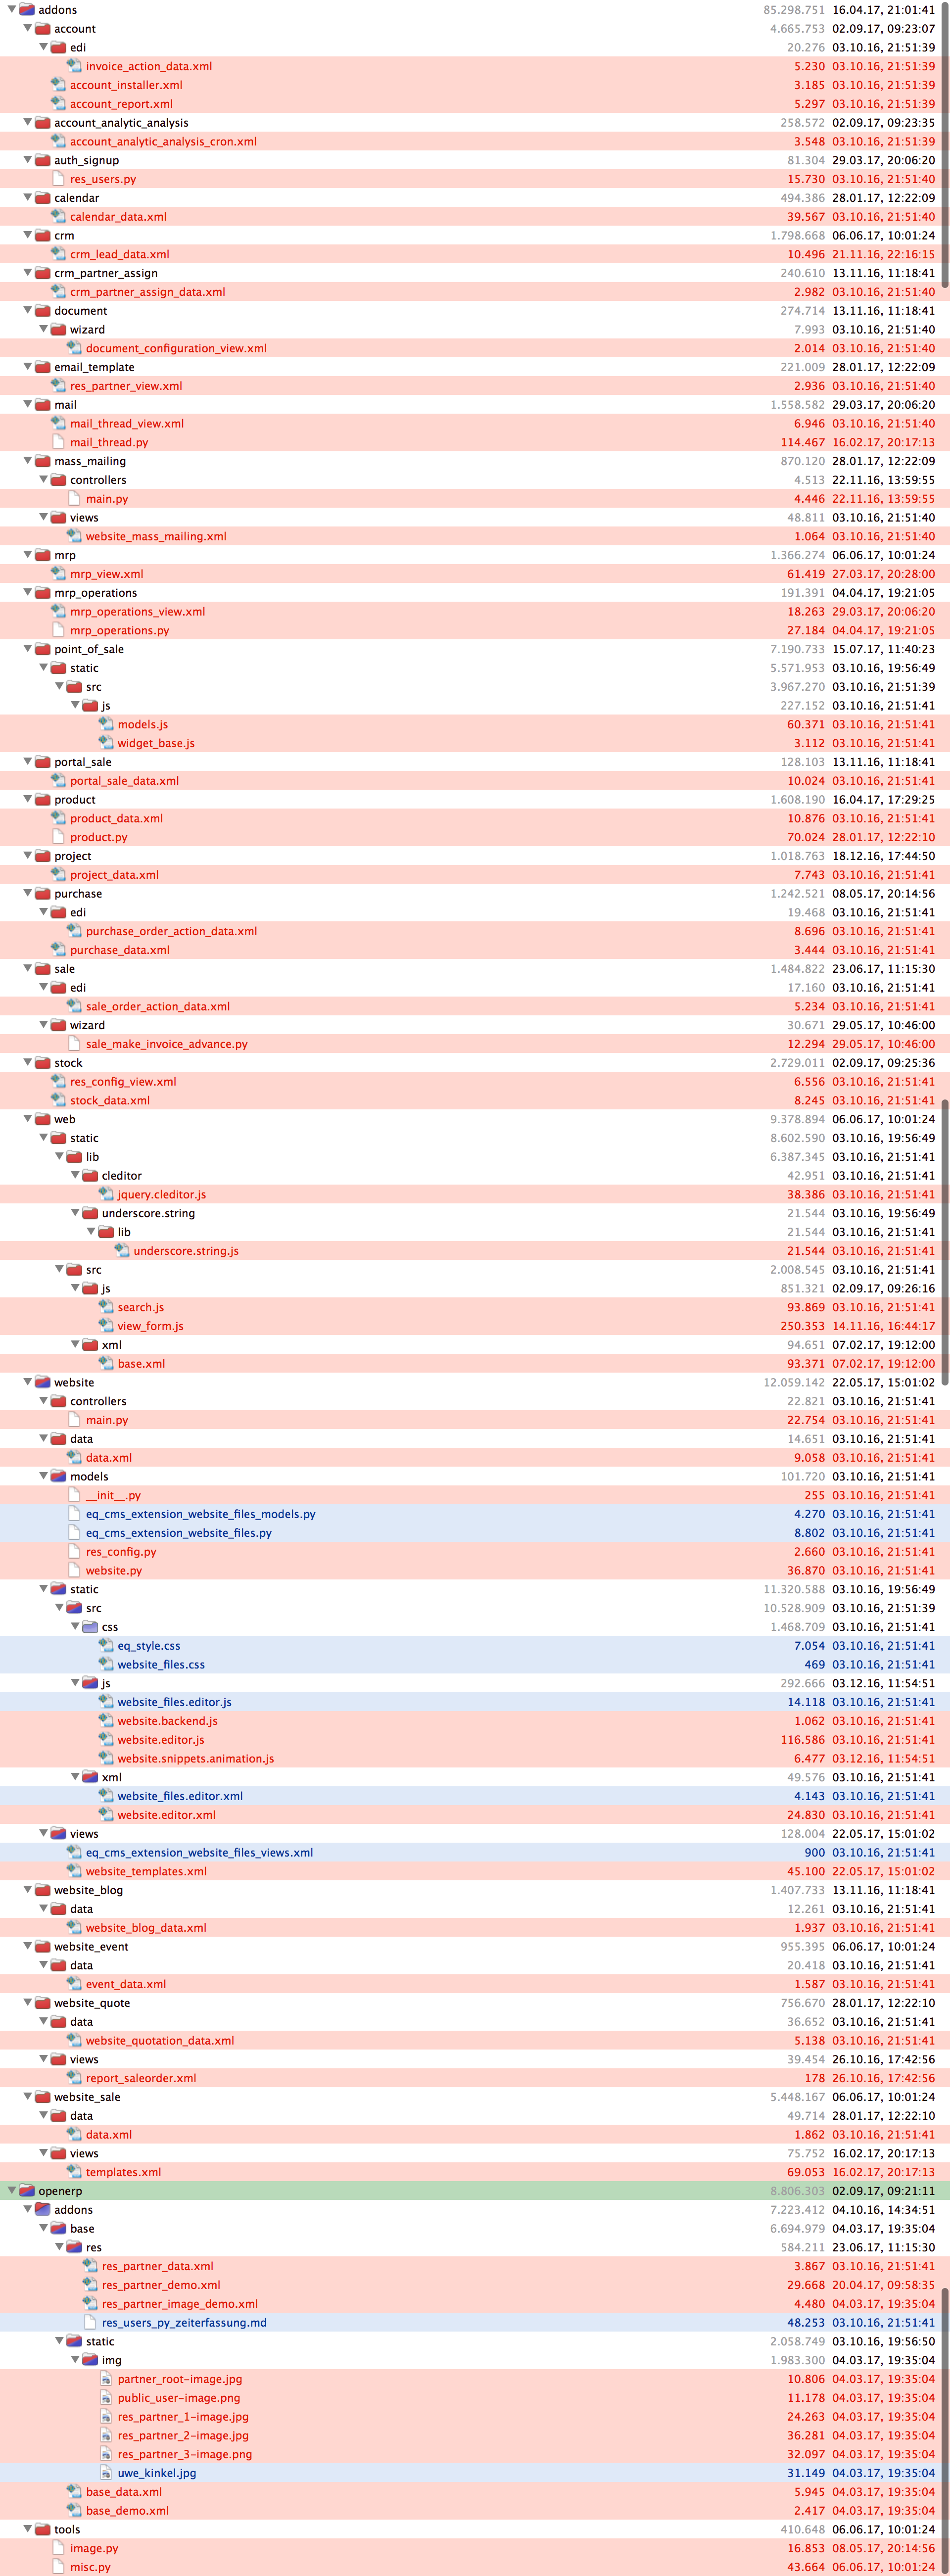 addons 85.298.751 16.04.17, 21:01:41
account 4.665.753 02.09.17, 09:23:07
edi 20.276 03.10.16, 21:51:39
invoice_action_data.xml 5.230 03.10.16, 21:51:39
account_installer.xml 3.185 03.10.16, 21:51:39
account_report.xml 5.297 03.10.16, 21:51:39
account_analytic_analysis 258.572 02.09.17, 09:23:35
account_analytic_analysis_cron.xml 3.548 03.10.16, 21:51:39
auth_signup 81.304 29.03.17, 20:06:20
res_users.py 15.730 03.10.16, 21:51:40
calendar 494.386 28.01.17, 12:22:09
calendar_data.xml 39.567 03.10.16, 21:51:40
crm 1.798.668 06.06.17, 10:01:24
crm_lead_data.xml 10.496 21.11.16, 22:16:15
crm_partner_assign 240.610 13.11.16, 11:18:41
crm_partner_assign_data.xml 2.982 03.10.16, 21:51:40
document 274.714 13.11.16, 11:18:41
wizard 7.993 03.10.16, 21:51:40
document_configuration_view.xml 2.014 03.10.16, 21:51:40
email_template 221.009 28.01.17, 12:22:09
res_partner_view.xml 2.936 03.10.16, 21:51:40
mail 1.558.582 29.03.17, 20:06:20
mail_thread_view.xml 6.946 03.10.16, 21:51:40
mail_thread.py 114.467 16.02.17, 20:17:13
mass_mailing 870.120 28.01.17, 12:22:09
controllers 4.513 22.11.16, 13:59:55
main.py 4.446 22.11.16, 13:59:55
views 48.811 03.10.16, 21:51:40
website_mass_mailing.xml 1.064 03.10.16, 21:51:40
mrp 1.366.274 06.06.17, 10:01:24
mrp_view.xml 61.419 27.03.17, 20:28:00
mrp_operations 191.391 04.04.17, 19:21:05
mrp_operations_view.xml 18.263 29.03.17, 20:06:20
mrp_operations.py 27.184 04.04.17, 19:21:05
point_of_sale 7.190.733 15.07.17, 11:40:23
static 5.571.953 03.10.16, 19:56:49
src 3.967.270 03.10.16, 21:51:39
js 227.152 03.10.16, 21:51:41
models.js 60.371 03.10.16, 21:51:41
widget_base.js 3.112 03.10.16, 21:51:41
portal_sale 128.103 13.11.16, 11:18:41
portal_sale_data.xml 10.024 03.10.16, 21:51:41
product 1.608.190 16.04.17, 17:29:25
product_data.xml 10.876 03.10.16, 21:51:41
product.py 70.024 28.01.17, 12:22:10
project 1.018.763 18.12.16, 17:44:50
project_data.xml 7.743 03.10.16, 21:51:41
purchase 1.242.521 08.05.17, 20:14:56
edi 19.468 03.10.16, 21:51:41
purchase_order_action_data.xml 8.696 03.10.16, 21:51:41
purchase_data.xml 3.444 03.10.16, 21:51:41
sale 1.484.822 23.06.17, 11:15:30
edi 17.160 03.10.16, 21:51:41
sale_order_action_data.xml 5.234 03.10.16, 21:51:41
wizard 30.671 29.05.17, 10:46:00
sale_make_invoice_advance.py 12.294 29.05.17, 10:46:00
stock 2.729.011 02.09.17, 09:25:36
res_config_view.xml 6.556 03.10.16, 21:51:41
stock_data.xml 8.245 03.10.16, 21:51:41
web 9.378.894 06.06.17, 10:01:24
static 8.602.590 03.10.16, 19:56:49
lib 6.387.345 03.10.16, 21:51:41
cleditor 42.951 03.10.16, 21:51:41
jquery.cleditor.js 38.386 03.10.16, 21:51:41
underscore.string 21.544 03.10.16, 19:56:49
lib 21.544 03.10.16, 21:51:41
underscore.string.js 21.544 03.10.16, 21:51:41
src 2.008.545 03.10.16, 21:51:41
js 851.321 02.09.17, 09:26:16
search.js 93.869 03.10.16, 21:51:41
view_form.js 250.353 14.11.16, 16:44:17
xml 94.651 07.02.17, 19:12:00
base.xml 93.371 07.02.17, 19:12:00
website 12.059.142 22.05.17, 15:01:02
controllers 22.821 03.10.16, 21:51:41
main.py 22.754 03.10.16, 21:51:41
data 14.651 03.10.16, 21:51:41
data.xml 9.058 03.10.16, 21:51:41
models 101.720 03.10.16, 21:51:41
__init__.py 255 03.10.16, 21:51:41
eq_cms_extension_website_files_models.py 4.270 03.10.16, 21:51:41
eq_cms_extension_website_files.py 8.802 03.10.16, 21:51:41
res_config.py 2.660 03.10.16, 21:51:41
website.py 36.870 03.10.16, 21:51:41
static 11.320.588 03.10.16, 19:56:49
src 10.528.909 03.10.16, 21:51:39
css 1.468.709 03.10.16, 21:51:41
eq_style.css 7.054 03.10.16, 21:51:41
website_files.css 469 03.10.16, 21:51:41
js 292.666 03.12.16, 11:54:51
website_files.editor.js 14.118 03.10.16, 21:51:41
website.backend.js 1.062 03.10.16, 21:51:41
website.editor.js 116.586 03.10.16, 21:51:41
website.snippets.animation.js 6.477 03.12.16, 11:54:51
xml 49.576 03.10.16, 21:51:41
website_files.editor.xml 4.143 03.10.16, 21:51:41
website.editor.xml 24.830 03.10.16, 21:51:41
views 128.004 22.05.17, 15:01:02
eq_cms_extension_website_files_views.xml 900 03.10.16, 21:51:41
website_templates.xml 45.100 22.05.17, 15:01:02
website_blog 1.407.733 13.11.16, 11:18:41
data 12.261 03.10.16, 21:51:41
website_blog_data.xml 1.937 03.10.16, 21:51:41
website_event 955.395 06.06.17, 10:01:24
data 20.418 03.10.16, 21:51:41
event_data.xml 1.587 03.10.16, 21:51:41
website_quote 756.670 28.01.17, 12:22:10
data 36.652 03.10.16, 21:51:41
website_quotation_data.xml 5.138 03.10.16, 21:51:41
views 39.454 26.10.16, 17:42:56
report_saleorder.xml 178 26.10.16, 17:42:56
website_sale 5.448.167 06.06.17, 10:01:24
data 49.714 28.01.17, 12:22:10
data.xml 1.862 03.10.16, 21:51:41
views 75.752 16.02.17, 20:17:13
templates.xml 69.053 16.02.17, 20:17:13
openerp 8.806.303 02.09.17, 09:21:11
addons 7.223.412 04.10.16, 14:34:51
base 6.694.979 04.03.17, 19:35:04
res 584.211 23.06.17, 11:15:30
res_partner_data.xml 3.867 03.10.16, 21:51:41
res_partner_demo.xml 29.668 20.04.17, 09:58:35
res_partner_image_demo.xml 4.480 04.03.17, 19:35:04
res_users_py_zeiterfassung.md 48.253 03.10.16, 21:51:41
static 2.058.749 03.10.16, 19:56:50
img 1.983.300 04.03.17, 19:35:04
partner_root-image.jpg 10.806 04.03.17, 19:35:04
public_user-image.png 11.178 04.03.17, 19:35:04
res_partner_1-image.jpg 24.263 04.03.17, 19:35:04
res_partner_2-image.jpg 36.281 04.03.17, 19:35:04
res_partner_3-image.png 32.097 04.03.17, 19:35:04
uwe_kinkel.jpg 31.149 04.03.17, 19:35:04
base_data.xml 5.945 04.03.17, 19:35:04
base_demo.xml 2.417 04.03.17, 19:35:04
tools 410.648 06.06.17, 10:01:24
image.py 16.853 08.05.17, 20:14:56
misc.py 43.664 06.06.17, 10:01:24